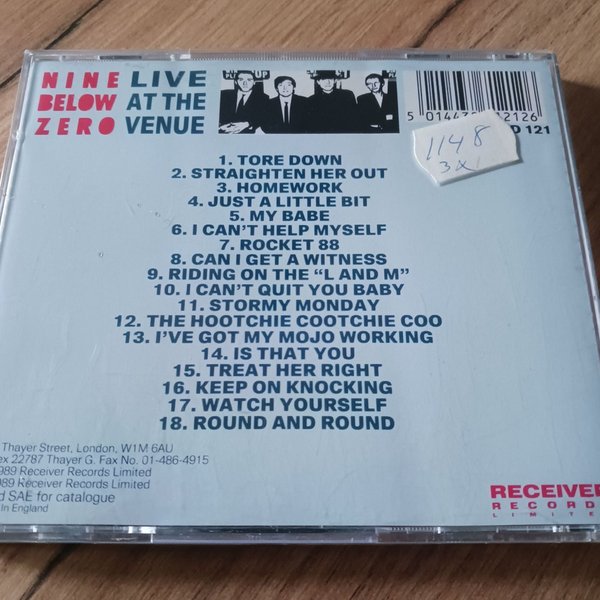 NINE LIVE
BELOW AT THE
ZERO VENUE
D 121
1148
3x
1. TORE DOWN
2. STRAIGHTEN HER OUT
3. HOMEWORK
4. JUST A LITTLE BIT
5. MY BABE
6. I CAN'T HELP MYSELF
7. ROCKET 88
8. CAN I GET A WITNESS
9. RIDING ON THE "L AND M"
10. I CAN'T QUIT YOU BABY
11. STORMY MONDAY
12. THE HOOTCHIE COOTCHIE COO
13. I'VE GOT MY MOJO WORKING
14. IS THAT YOU
15. TREAT HER RIGHT
16. KEEP ON KNOCKING
17. WATCH YOURSELF
18. ROUND AND ROUND
Thayer Street, London, W1M 6AU
ex 22787 Thayer G. Fax No. 01-486-4915
989 Receiver Records Limited
989 Receiver Records Limited
d SAE for catalogue
In England
RECEIVER
RECORD
LIMITE